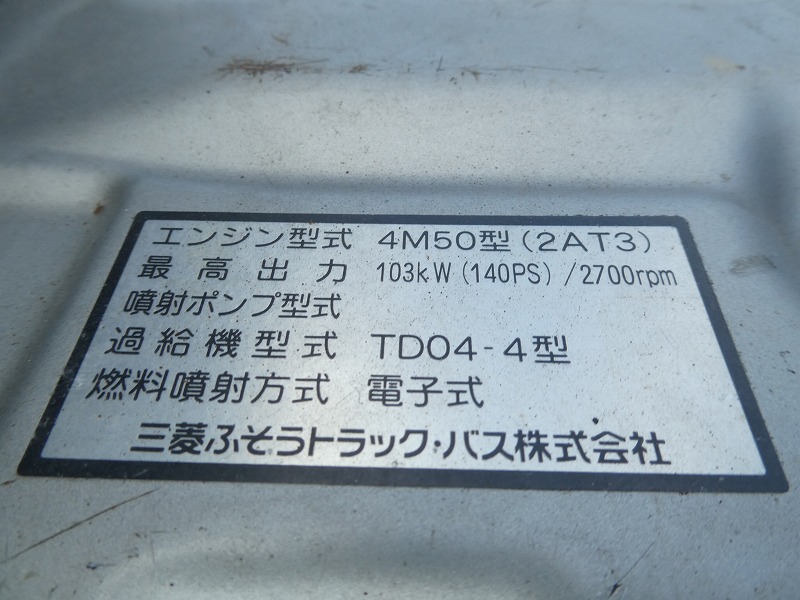 エンジン型式 4M50型(2AT3)
最高出力 103kW(140PS)/2700rpm
噴射ポンプ型式
過給機型式 TD04-4型
燃料噴射方式 電子式
三菱ふそうトラック・バス株式会社